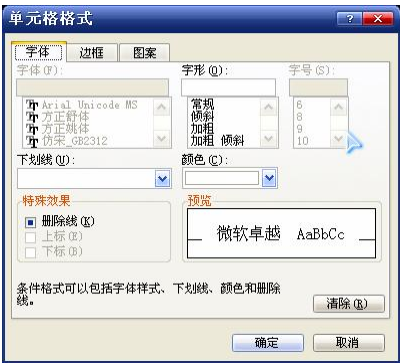 单元格格式
字体 边框 图案
字体(F): 字形(O): 字号(S):
Arial Unicode MS 常规 6
方正舒体 倾斜 8
方正姚体 加粗 9
仿宋_GB2312 加粗 倾斜 10
下划线(U): 颜色(C):
特殊效果 预览
删除线(K)
上标(E)
下标(B)
微软卓越 AaBbCc
条件格式可以包括字体样式、下划线、颜色和删除
线。
清除(R)
确定 取消